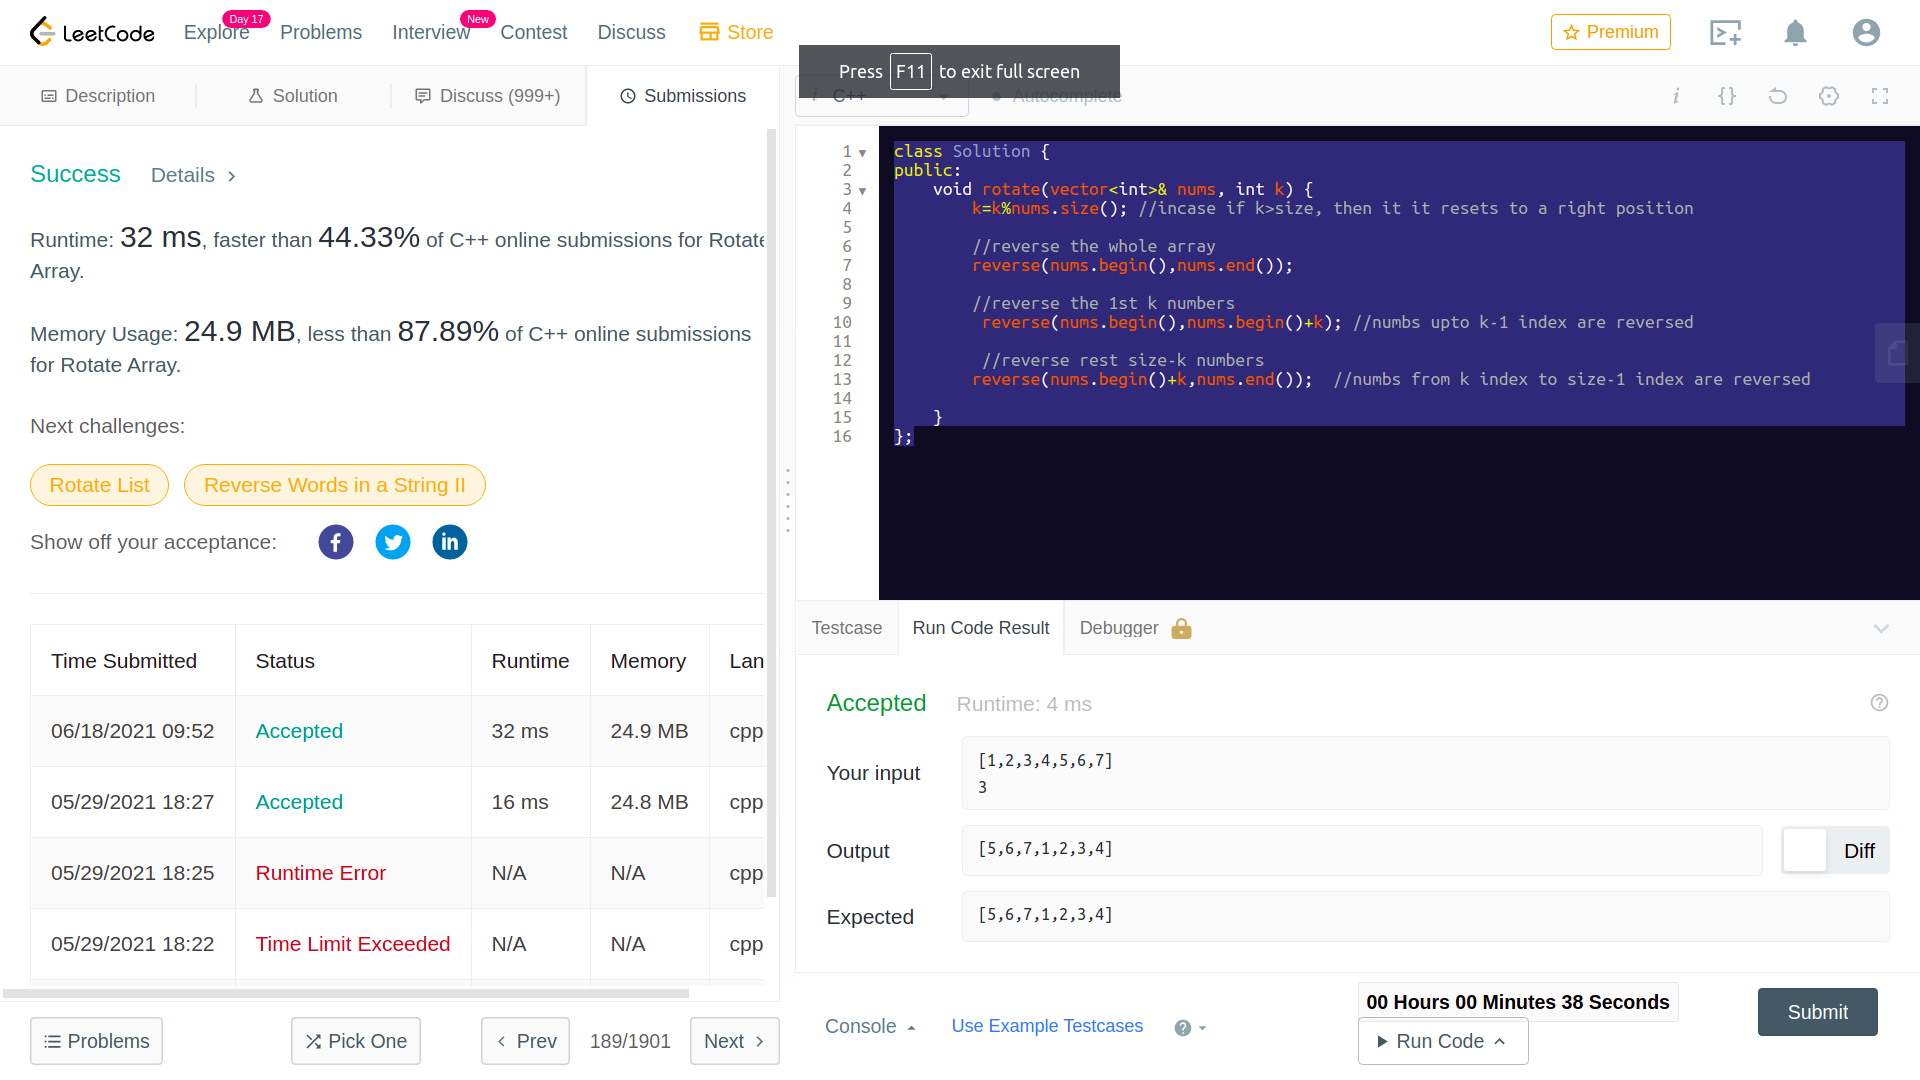 LeetCode
Explore
Day 17
Problems
Interview
New
Contest
Discuss
Store
Premium
Press F11 to exit full screen
Description
Solution
Discuss (999+)
Submissions
i C++
Autocomplete
Success
Details
Runtime: 32 ms, faster than 44.33% of C++ online submissions for Rotate
Array.
Memory Usage: 24.9 MB, less than 87.89% of C++ online submissions
for Rotate Array.
Next challenges:
Rotate List
Reverse Words in a String II
Show off your acceptance:
Time Submitted Status Runtime Memory Lan
06/18/2021 09:52 Accepted 32 ms 24.9 MB cpp
05/29/2021 18:27 Accepted 16 ms 24.8 MB cpp
05/29/2021 18:25 Runtime Error N/A N/A cpp
05/29/2021 18:22 Time Limit Exceeded N/A N/A cpp
Problems
Pick One
Prev
189/1901
Next
1 class Solution {
2 public:
3 void rotate(vector<int>& nums, int k) {
4 k=k%nums.size(); //incase if k>size, then it it resets to a right position
5
6 //reverse the whole array
7 reverse(nums.begin(),nums.end());
8
9 //reverse the 1st k numbers
10 reverse(nums.begin(),nums.begin()+k); //numbs upto k-1 index are reversed
11
12 //reverse rest size-k numbers
13 reverse(nums.begin()+k,nums.end()); //numbs from k index to size-1 index are reversed
14
15 }
16 };
Testcase
Run Code Result
Debugger
Accepted
Runtime: 4 ms
Your input
[1,2,3,4,5,6,7]
3
Output
[5,6,7,1,2,3,4]
Diff
Expected
[5,6,7,1,2,3,4]
Console
Use Example Testcases
00 Hours 00 Minutes 38 Seconds
Run Code
Submit